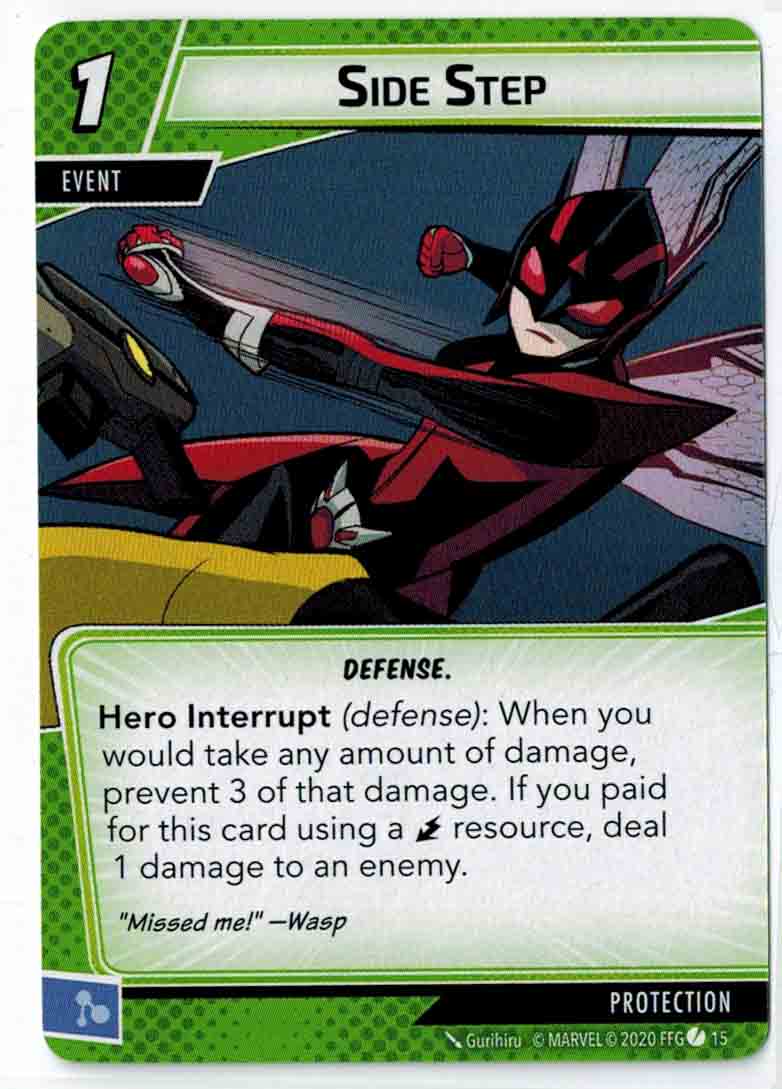 1
SIDE STEP
EVENT
DEFENSE.
Hero Interrupt (defense): When you
would take any amount of damage,
prevent 3 of that damage. If you paid
for this card using a resource, deal
1 damage to an enemy.
"Missed me!" —Wasp
PROTECTION
Gurihiru © MARVEL © 2020 FFG 15